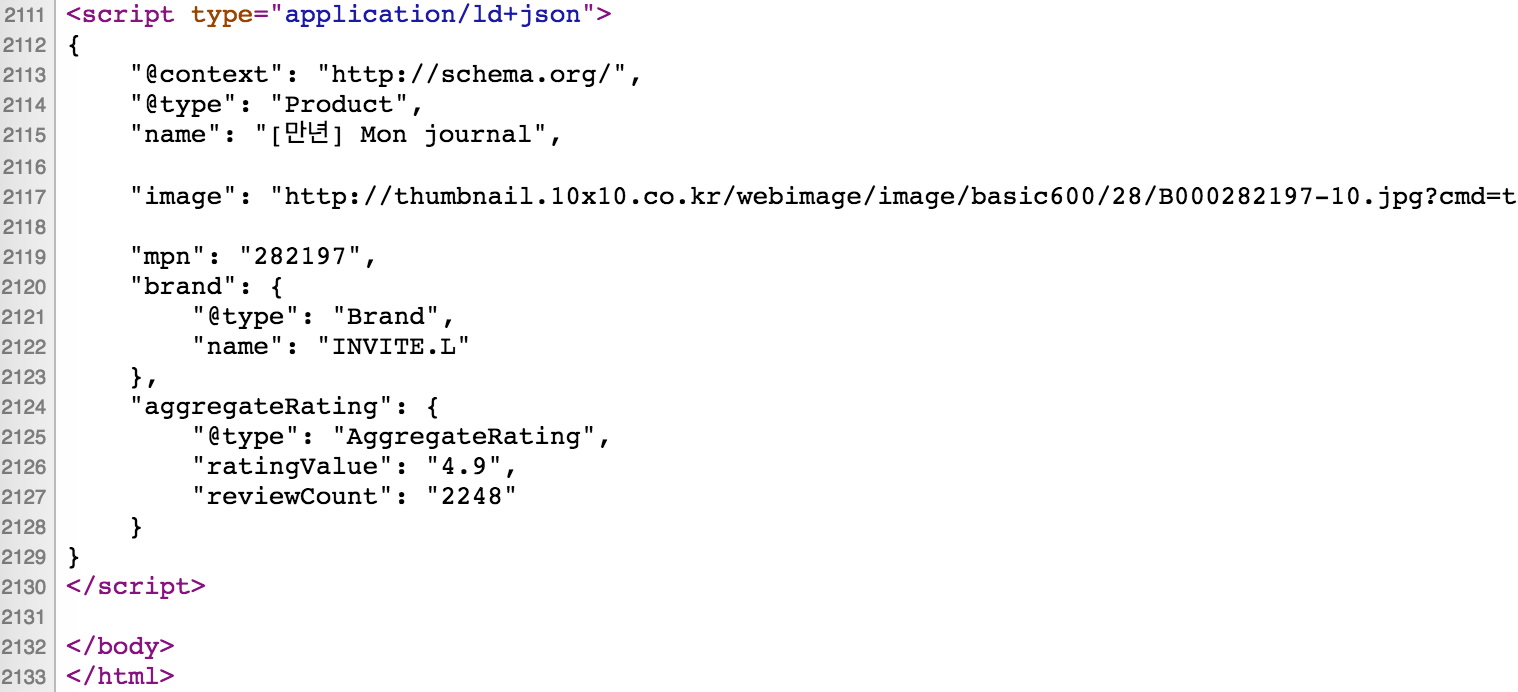 2111 <script type="application/ld+json">
2112 {
2113     "@context": "http://schema.org/",
2114     "@type": "Product",
2115     "name": "[만년] Mon journal",
2116
2117     "image": "http://thumbnail.10x10.co.kr/webimage/image/basic600/28/B000282197-10.jpg?cmd=t
2118
2119     "mpn": "282197",
2120     "brand": {
2121         "@type": "Brand",
2122         "name": "INVITE.L"
2123     },
2124     "aggregateRating": {
2125         "@type": "AggregateRating",
2126         "ratingValue": "4.9",
2127         "reviewCount": "2248"
2128     }
2129 }
2130 </script>
2131
2132 </body>
2133 </html>